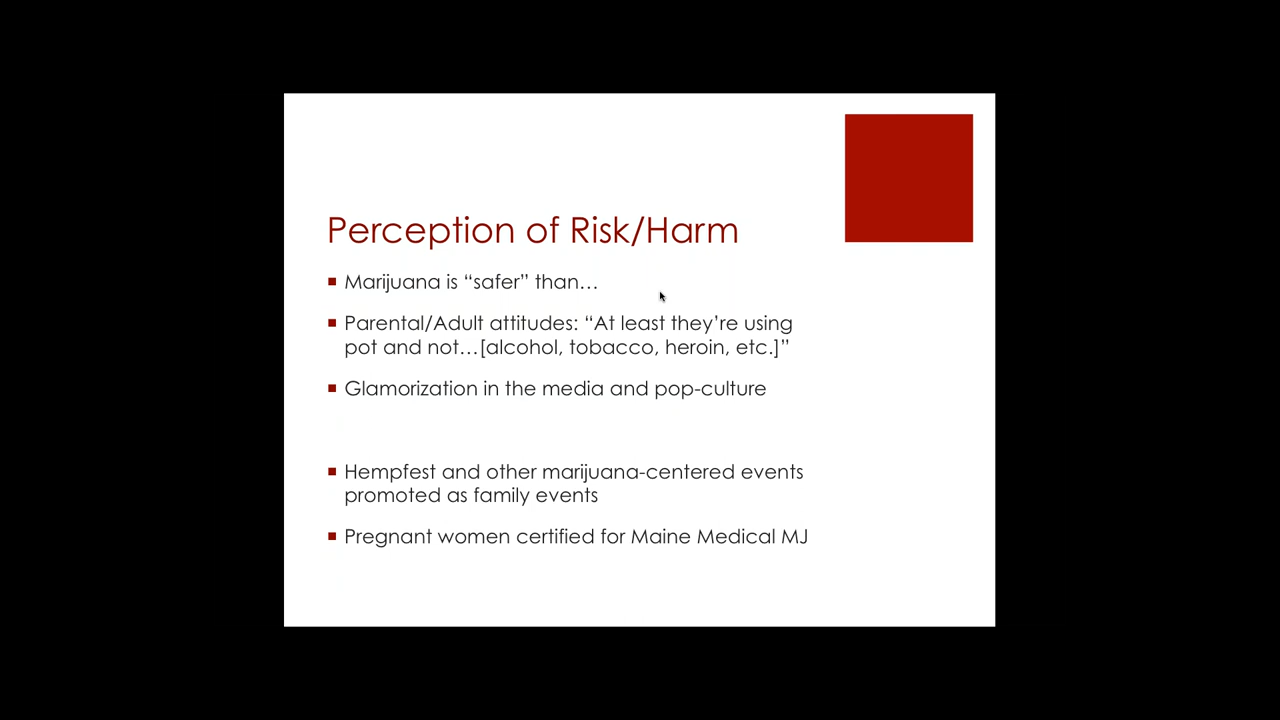 Perception of Risk/Harm
Marijuana is “safer” than…
Parental/Adult attitudes: “At least they’re using
pot and not…[alcohol, tobacco, heroin, etc.]”
Glamorization in the media and pop-culture
Hempfest and other marijuana-centered events
promoted as family events
Pregnant women certified for Maine Medical MJ